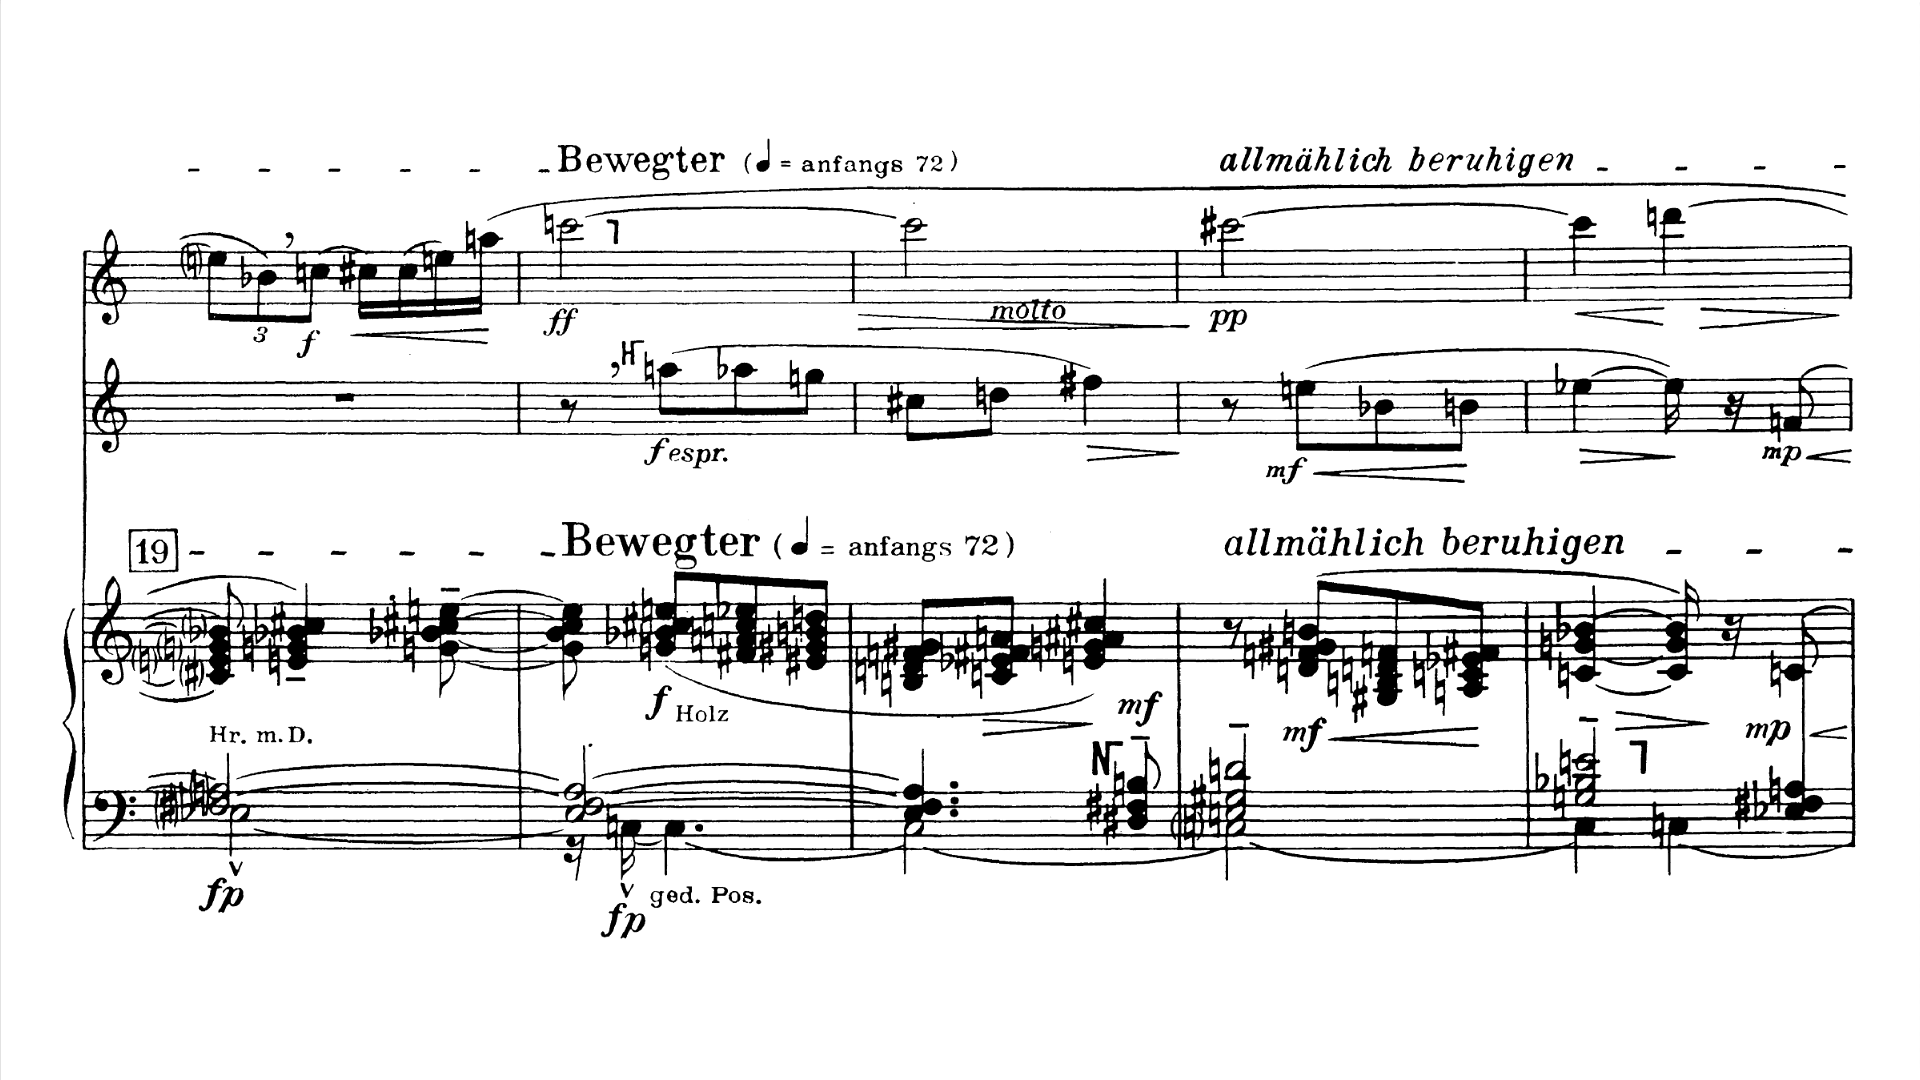 Bewegter (♩ = anfangs 72)
allmählich beruhigen
3
f
ff
molto
pp
f espr.
mf
mp
19
Bewegter (♩ = anfangs 72)
allmählich beruhigen
f Holz
mf
mf
mp
Hr. m. D.
fp
fp
ged. Pos.